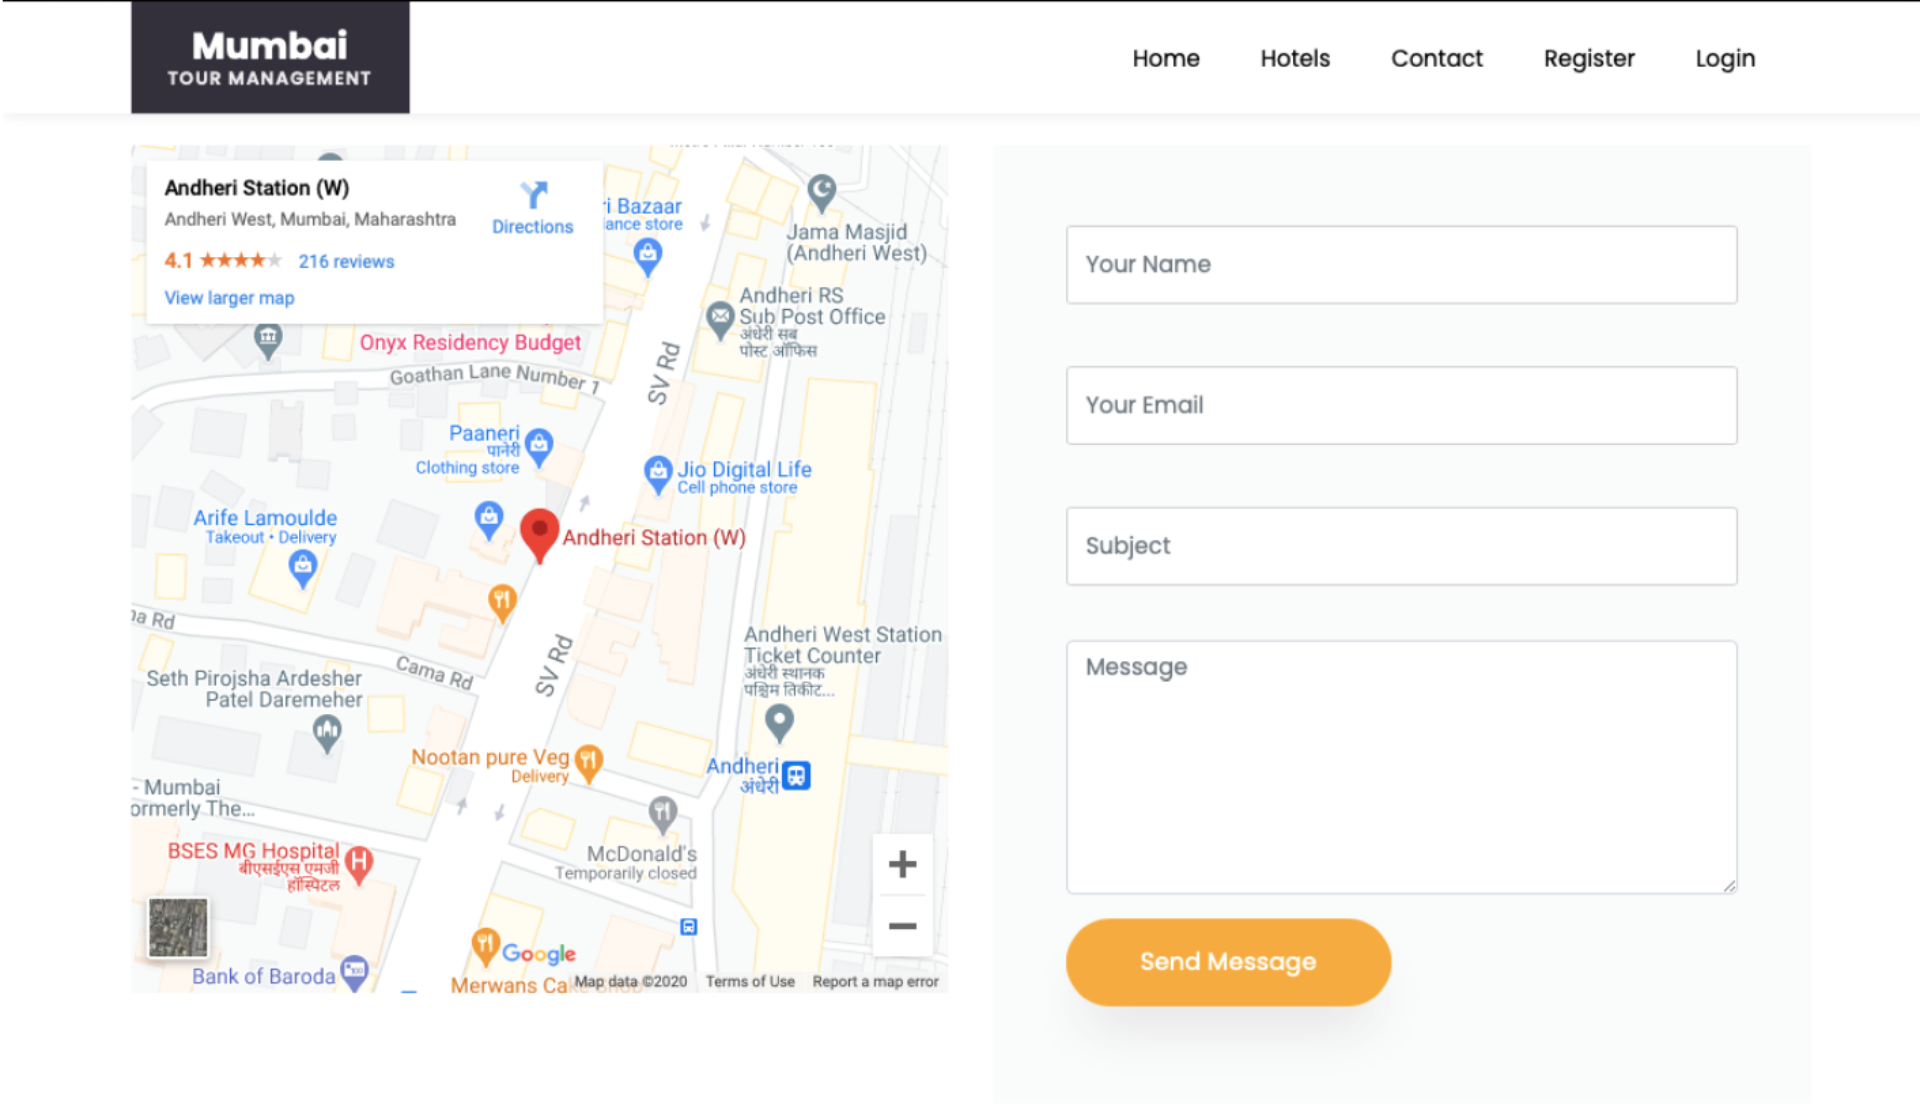 Mumbai
TOUR MANAGEMENT
Home
Hotels
Contact
Register
Login
Andheri Station (W)
Andheri West, Mumbai, Maharashtra
Directions
4.1
216 reviews
View larger map
ri Bazaar
ance store
Jama Masjid
(Andheri West)
Andheri RS
Sub Post Office
अंधेरी सब
पोस्ट ऑफिस
Onyx Residency Budget
Goathan Lane Number 1
SV Rd
Paaneri
पानेरी
Clothing store
Jio Digital Life
Cell phone store
Arife Lamoulde
Takeout • Delivery
Andheri Station (W)
na Rd
Cama Rd
SV Rd
Andheri West Station
Ticket Counter
अंधेरी स्थानक
पश्चिम तिकीट...
Seth Pirojsha Ardesher
Patel Daremeher
Nootan pure Veg
Delivery
Andheri
अंधेरी
- Mumbai
ormerly The...
BSES MG Hospital
बीएसईएस एमजी
हॉस्पिटल
McDonald's
Temporarily closed
Bank of Baroda
Google
Merwans Cake Shop
Map data ©2020
Terms of Use
Report a map error
Your Name
Your Email
Subject
Message
Send Message